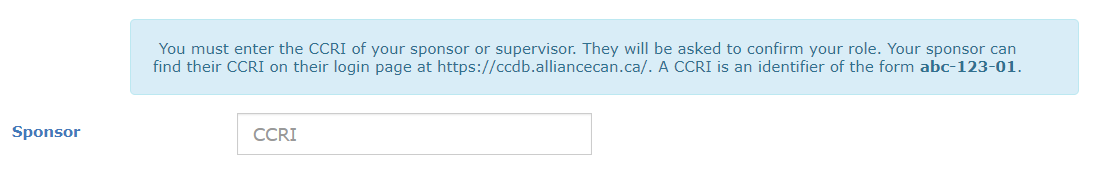 You must enter the CCRI of your sponsor or supervisor. They will be asked to confirm your role. Your sponsor can
find their CCRI on their login page at https://ccdb.alliancecan.ca/. A CCRI is an identifier of the form abc-123-01.
Sponsor
CCRI